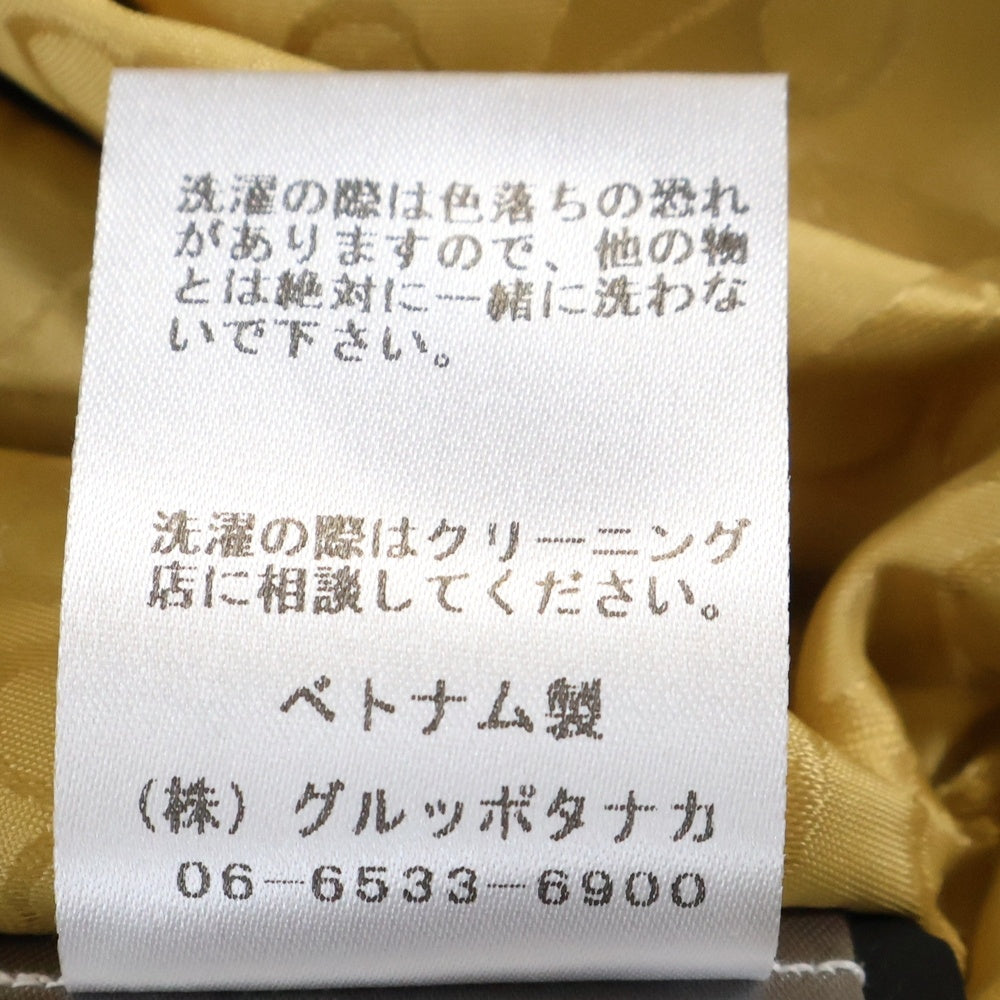 洗濯の際は色落ちの恐れ
がありますので、他の物
とは絶対に一緒に洗わな
いで下さい。
洗濯の際はクリーニング
店に相談してください。
ベトナム製
(株) グルッポタナカ
06-6533-6900